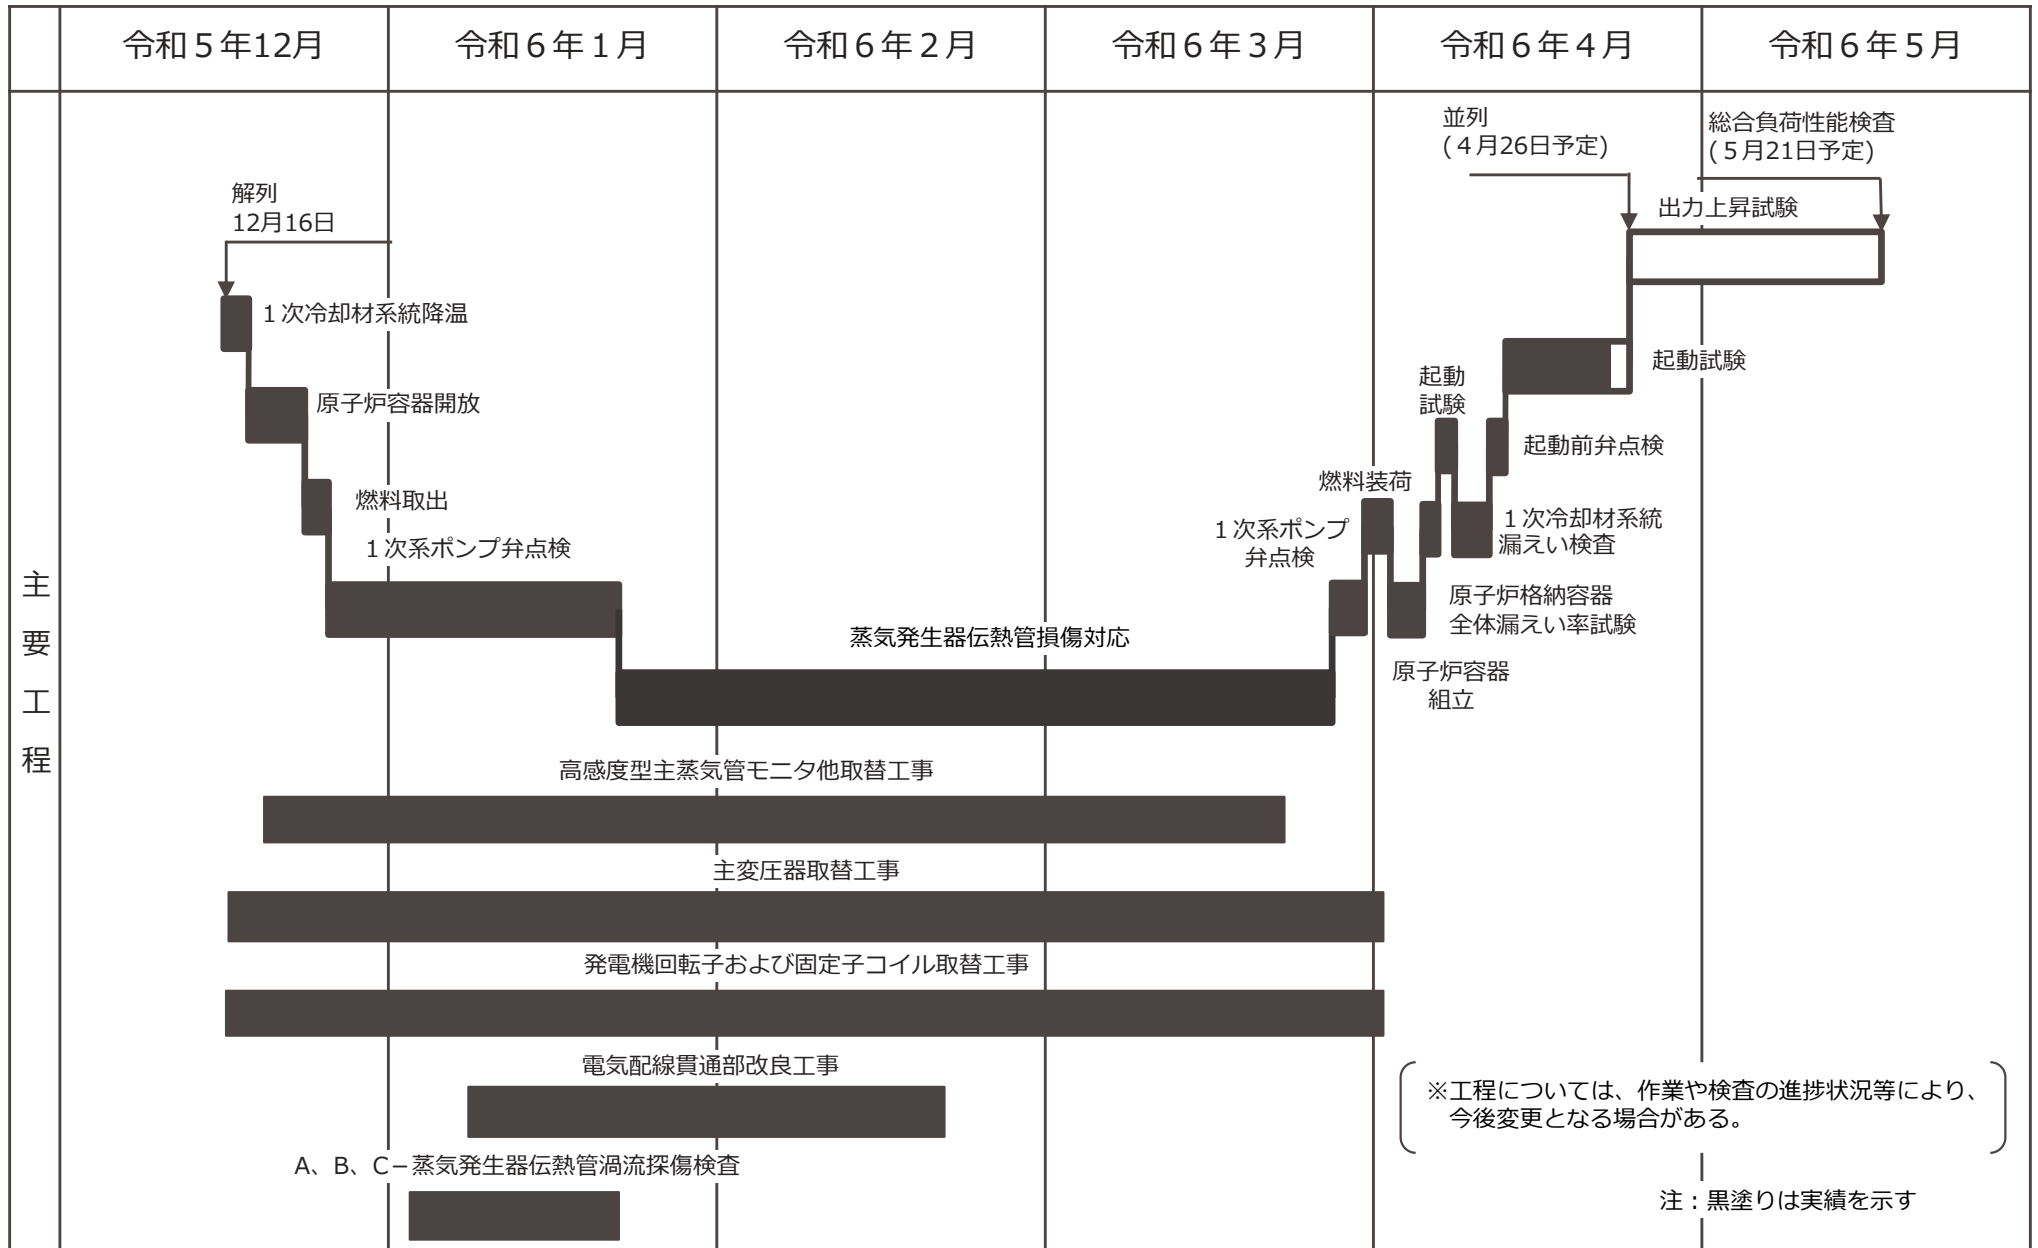 令和５年12月
令和６年１月
令和６年２月
令和６年３月
令和６年４月
令和６年５月
主要工程
解列
12月16日
並列
(４月26日予定)
総合負荷性能検査
(５月21日予定)
出力上昇試験
１次冷却材系統降温
起動試験
原子炉容器開放
起動
試験
起動前弁点検
燃料取出
燃料装荷
１次系ポンプ
弁点検
１次冷却材系統
漏えい検査
１次系ポンプ弁点検
原子炉格納容器
全体漏えい率試験
蒸気発生器伝熱管損傷対応
原子炉容器
組立
高感度型主蒸気管モニタ他取替工事
主変圧器取替工事
発電機回転子および固定子コイル取替工事
電気配線貫通部改良工事
※工程については、作業や検査の進捗状況等により、
今後変更となる場合がある。
A、B、C－蒸気発生器伝熱管渦流探傷検査
注：黒塗りは実績を示す